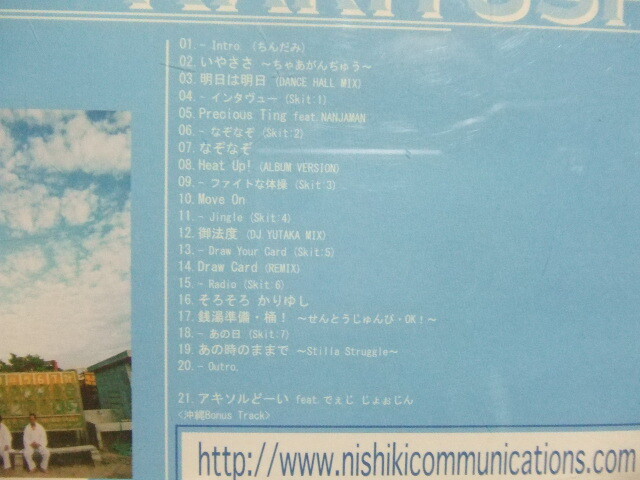 01.- Intro. (ちんだみ)
02.いやささ ～ちゃあがんぢゅう～
03.明日は明日 (DANCE HALL MIX)
04.- インタヴュー (Skit:1)
05.Precious Ting feat.NANJAMAN
06.- なぞなぞ (Skit:2)
07.なぞなぞ
08.Heat Up! (ALBUM VERSION)
09.- ファイトな体操 (Skit:3)
10.Move On
11.- Jingle (Skit:4)
12.御法度 (DJ YUTAKA MIX)
13.- Draw Your Card (Skit:5)
14.Draw Card (REMIX)
15.- Radio (Skit.6)
16.そろそろ かりゆし
17.銭湯準備・桶! ～せんとうじゅんび・OK!～
18.- あの日 (Skit:7)
19.あの時のままで ～Stilla Struggle～
20.- Outro.
21.アキソルどーい feat.でぇじ じょぉじん
<沖縄Bonus Track>
http://www.nishikicommunications.com